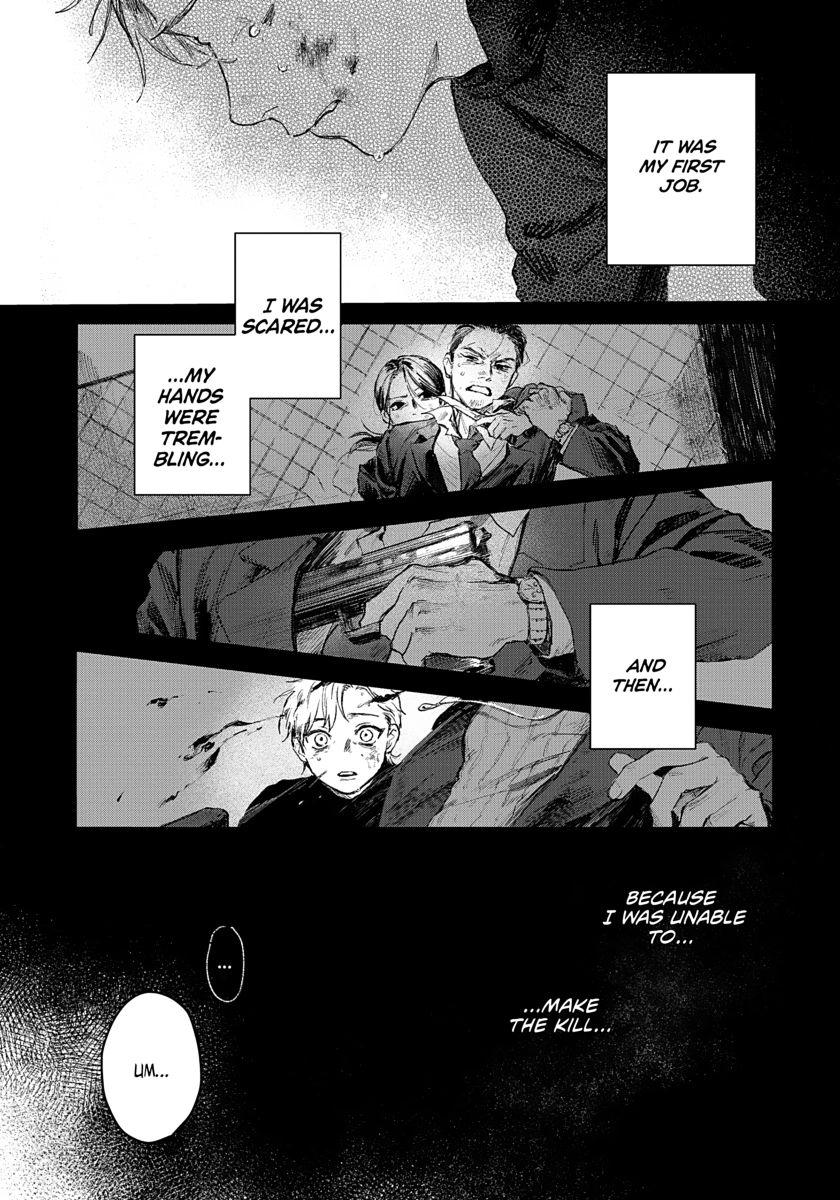 IT WAS
MY FIRST
JOB.
I WAS
SCARED...
...MY
HANDS
WERE
TREM-
BLING...
AND
THEN...
BECAUSE
I WAS UNABLE
TO...
...MAKE
THE KILL...
...
UM...